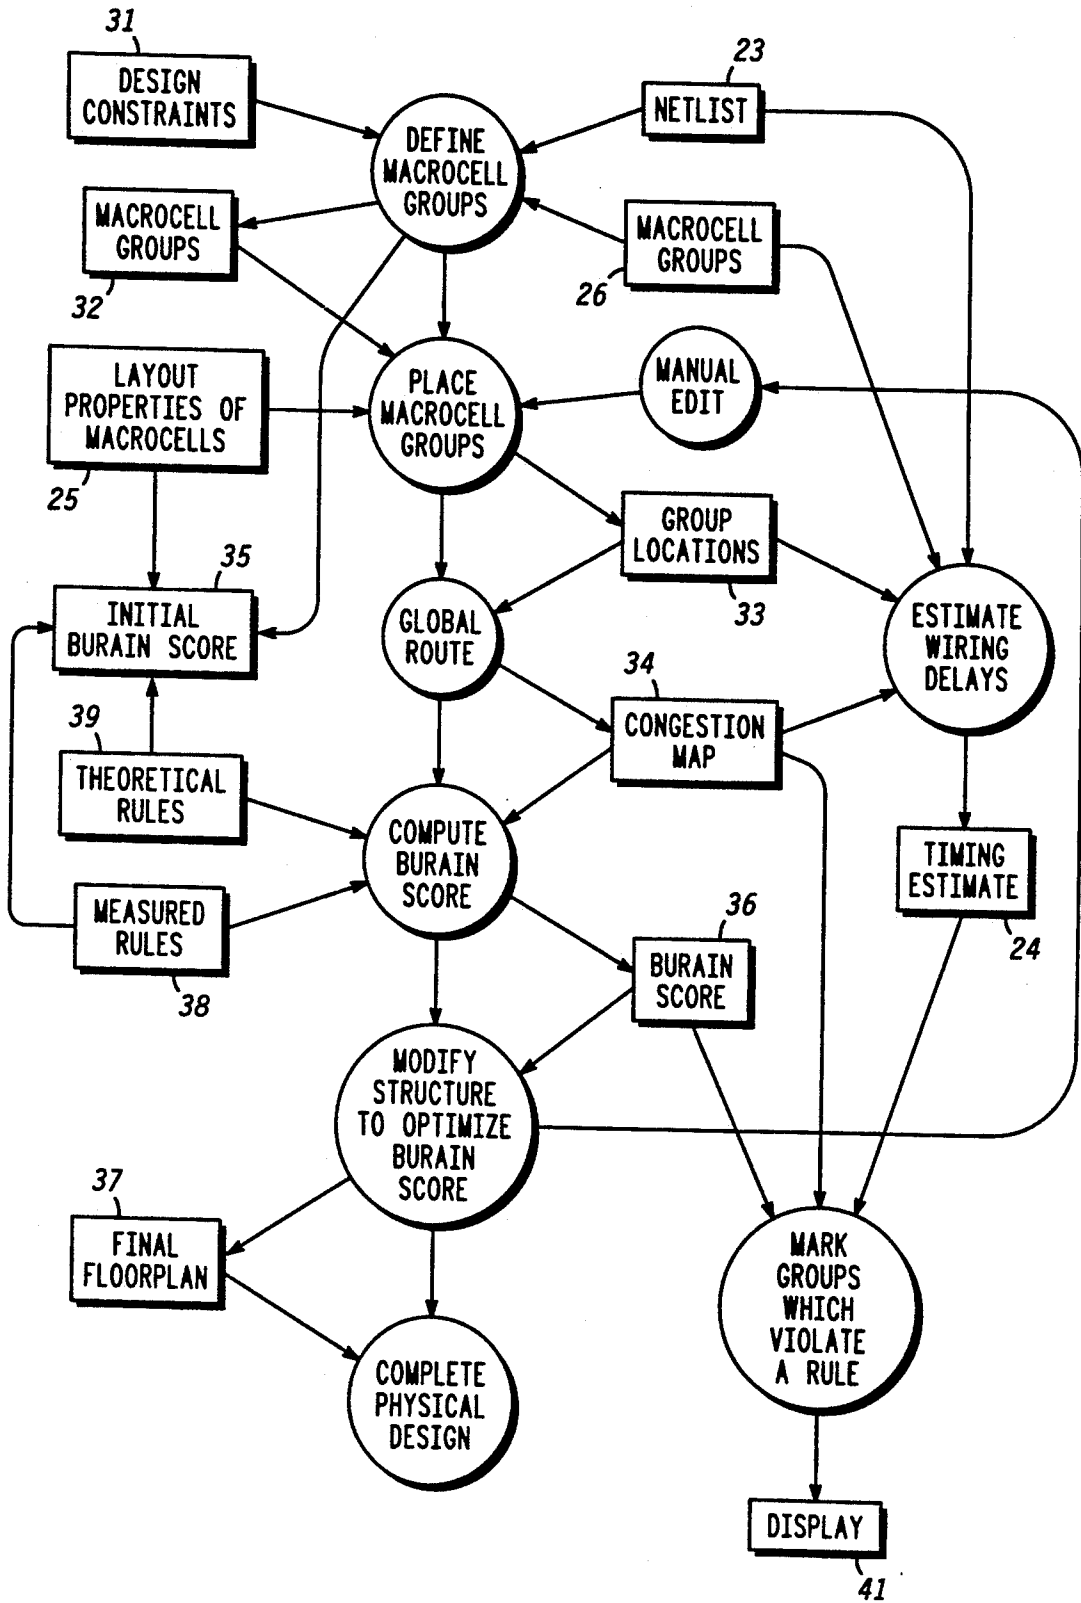 31
DESIGN
CONSTRAINTS
23
NETLIST
DEFINE
MACROCELL
GROUPS
MACROCELL
GROUPS
32
MACROCELL
GROUPS
26
LAYOUT
PROPERTIES OF
MACROCELLS
25
PLACE
MACROCELL
GROUPS
MANUAL
EDIT
GROUP
LOCATIONS
33
35
INITIAL
BURAIN SCORE
GLOBAL
ROUTE
ESTIMATE
WIRING
DELAYS
34
CONGESTION
MAP
39
THEORETICAL
RULES
COMPUTE
BURAIN
SCORE
TIMING
ESTIMATE
24
MEASURED
RULES
38
36
BURAIN
SCORE
MODIFY
STRUCTURE
TO OPTIMIZE
BURAIN
SCORE
37
FINAL
FLOORPLAN
MARK
GROUPS
WHICH
VIOLATE
A RULE
COMPLETE
PHYSICAL
DESIGN
DISPLAY
41